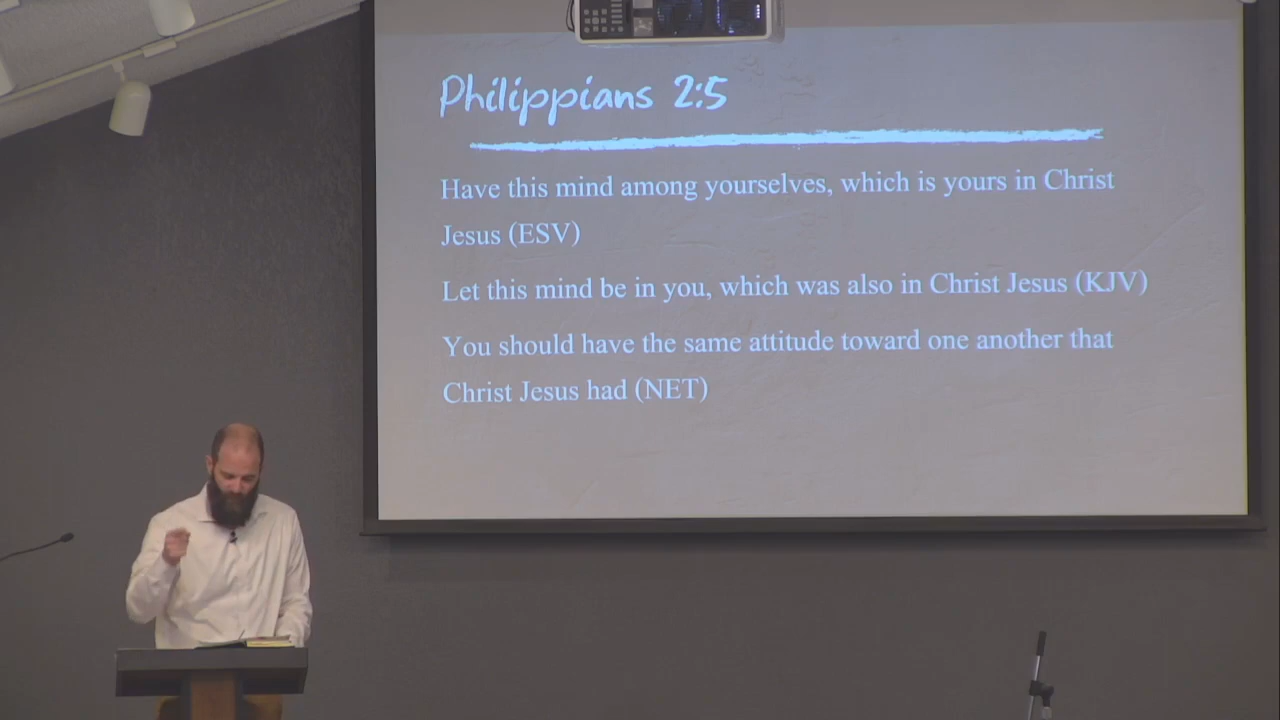 Philippians 2:5
Have this mind among yourselves, which is yours in Christ
Jesus (ESV)
Let this mind be in you, which was also in Christ Jesus (KJV)
You should have the same attitude toward one another that
Christ Jesus had (NET)